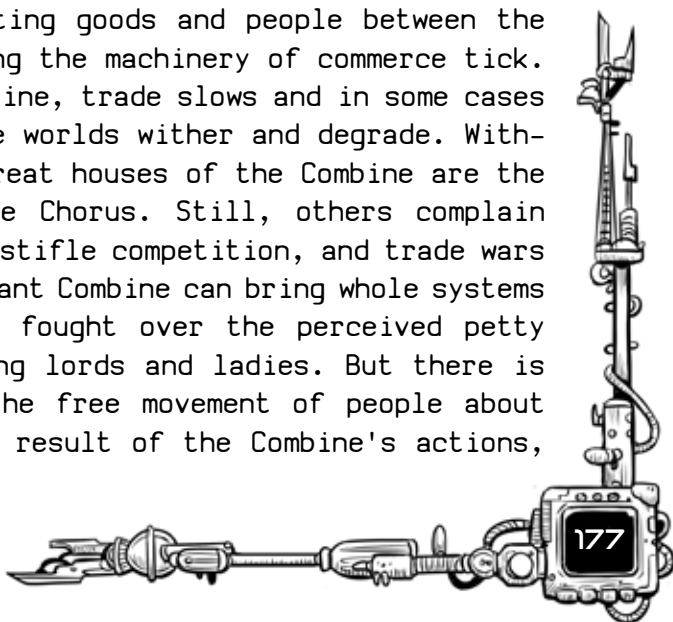 ting goods and people between the
ng the machinery of commerce tick.
ine, trade slows and in some cases
e worlds wither and degrade. With-
reat houses of the Combine are the
e Chorus. Still, others complain
stifle competition, and trade wars
ant Combine can bring whole systems
fought over the perceived petty
ng lords and ladies. But there is
he free movement of people about
result of the Combine's actions,
177